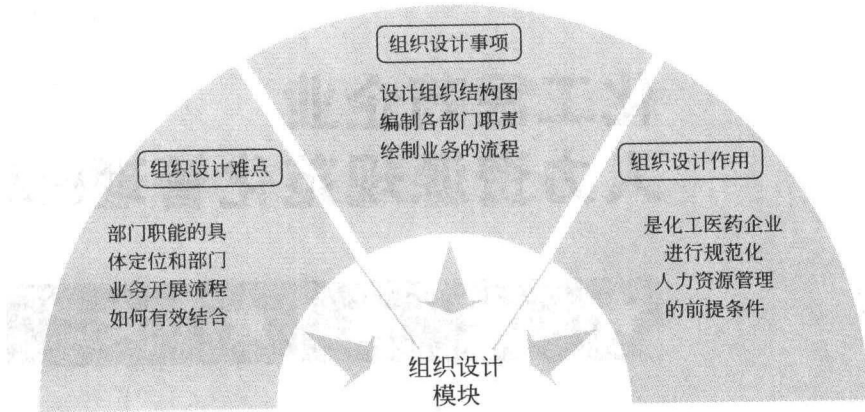 组织设计事项
设计组织结构图
编制各部门职责
绘制业务的流程
组织设计难点
部门职能的具
体定位和部门
业务开展流程
如何有效结合
组织设计作用
是化工医药企业
进行规范化
人力资源管理
的前提条件
组织设计
模块